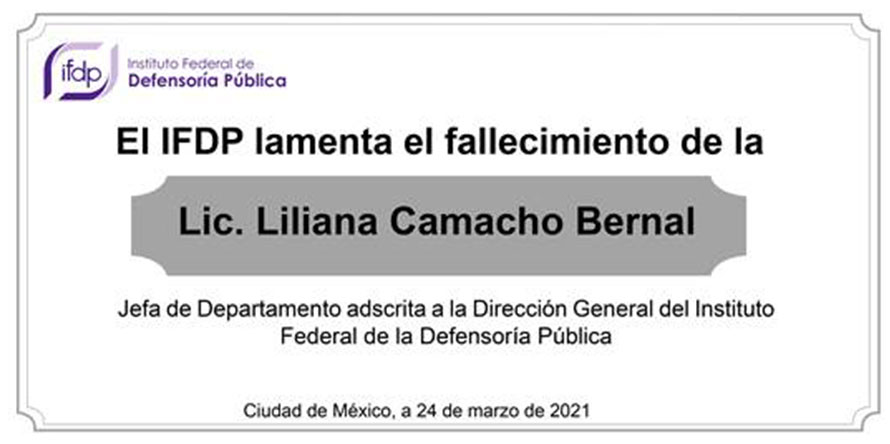 ifdp
Instituto Federal de
Defensoría Pública
El IFDP lamenta el fallecimiento de la
Lic. Liliana Camacho Bernal
Jefa de Departamento adscrita a la Dirección General del Instituto
Federal de la Defensoría Pública
Ciudad de México, a 24 de marzo de 2021